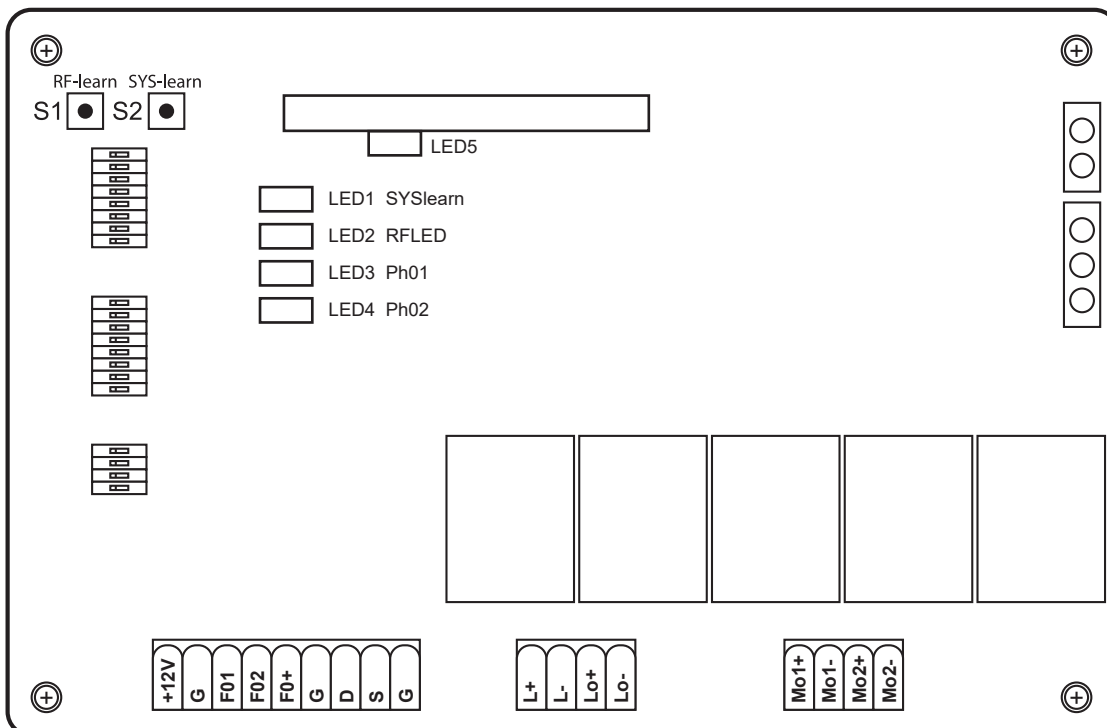 RF-learn SYS-learn
S1 S2
LED5
LED1 SYSlearn
LED2 RFLED
LED3 Ph01
LED4 Ph02
+12V G F01 F02 F0+ G D S G
L+ L- Lo+ Lo-
Mo1+ Mo1- Mo2+ Mo2-